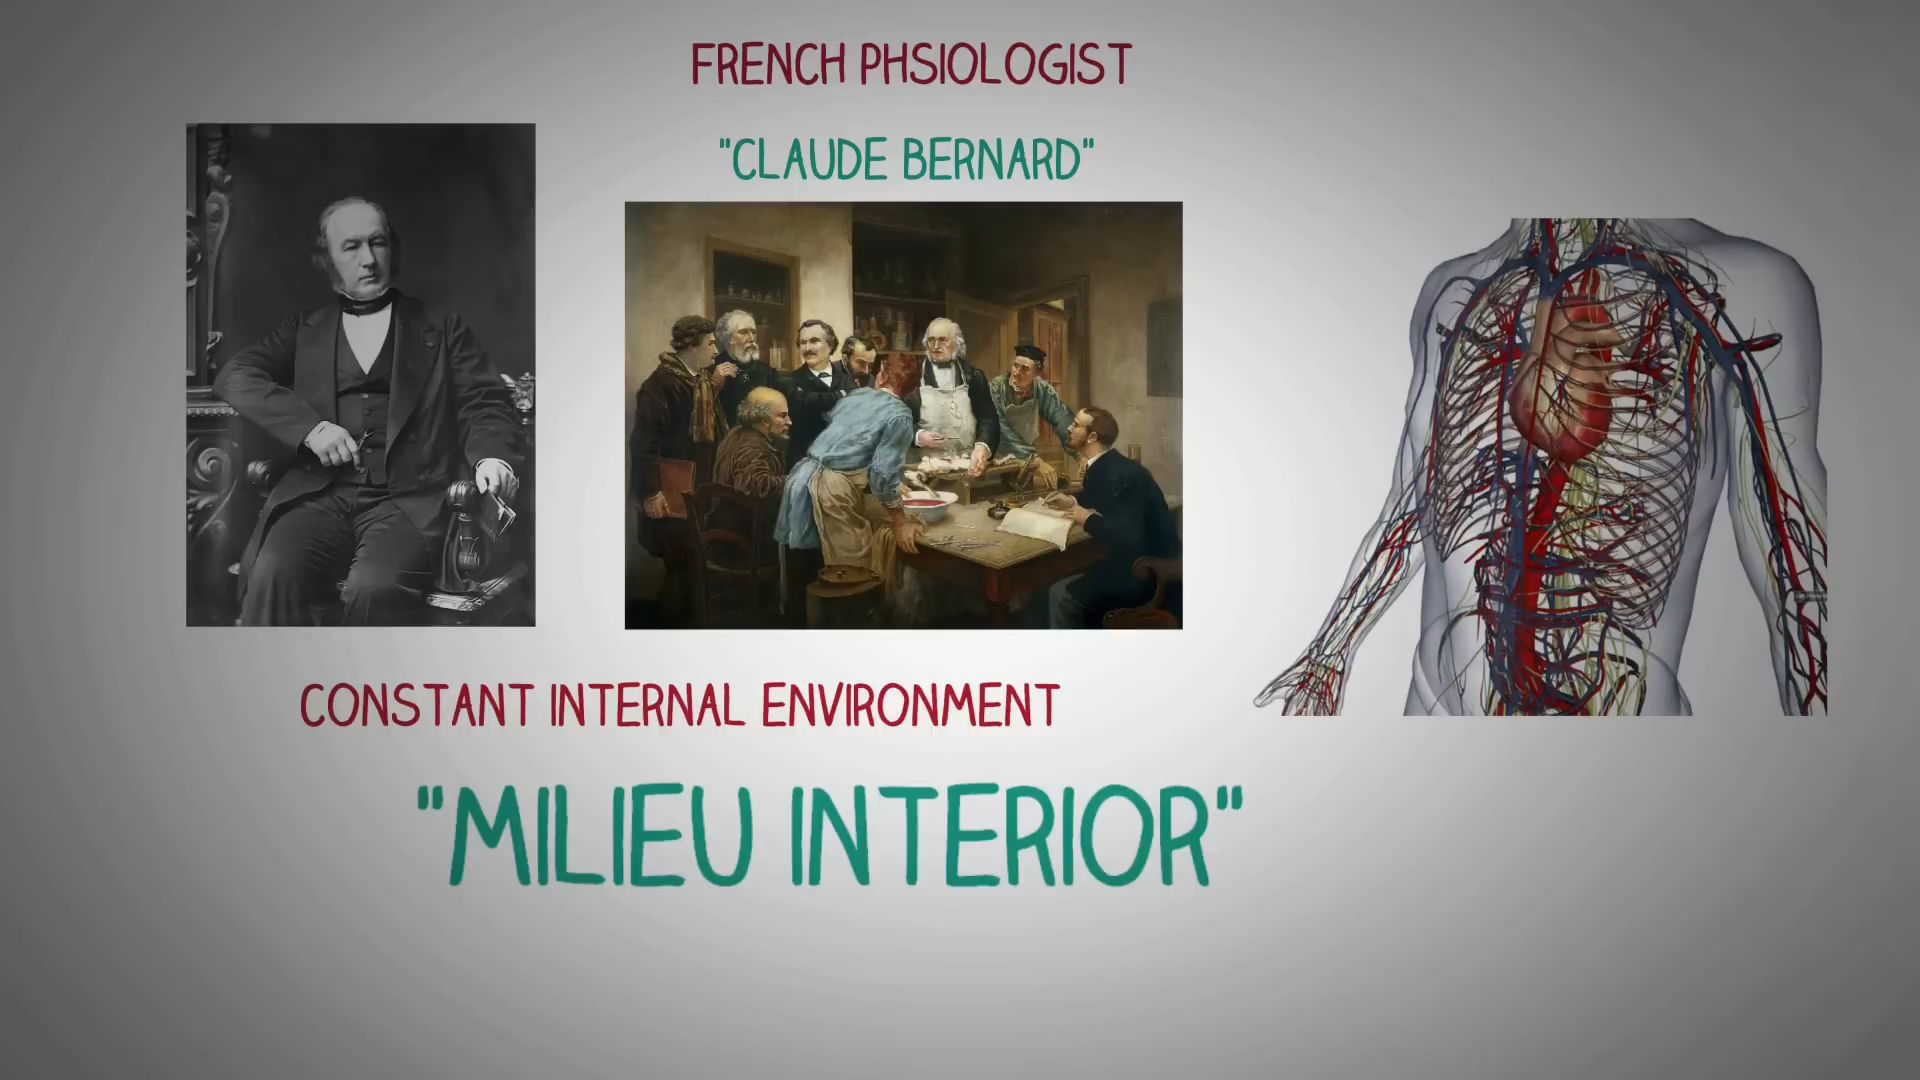 FRENCH PHSIOLOGIST
"CLAUDE BERNARD"
CONSTANT INTERNAL ENVIRONMENT
"MILIEU INTERIOR"